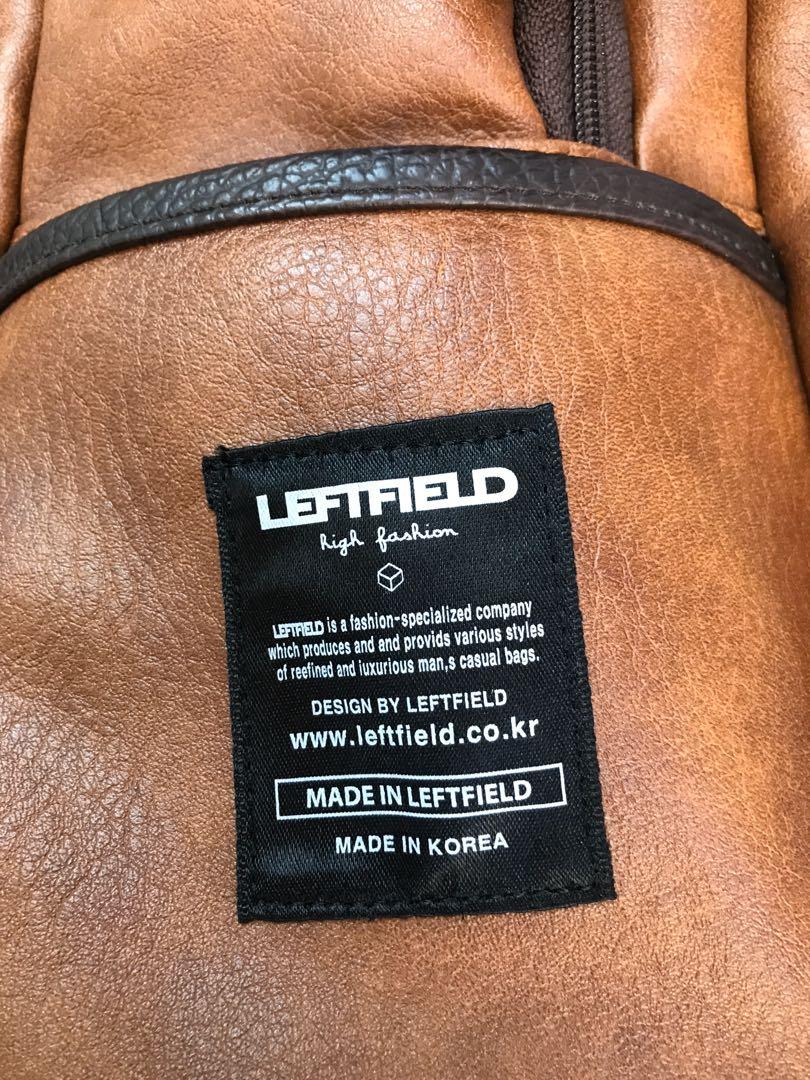 LEFTFIELD
high fashion
LEFTFIELD is a fashion-specialized company
which produces and and provids various styles
of reefined and iuxurious man,s casual bags.
DESIGN BY LEFTFIELD
www.leftfield.co.kr
MADE IN LEFTFIELD
MADE IN KOREA